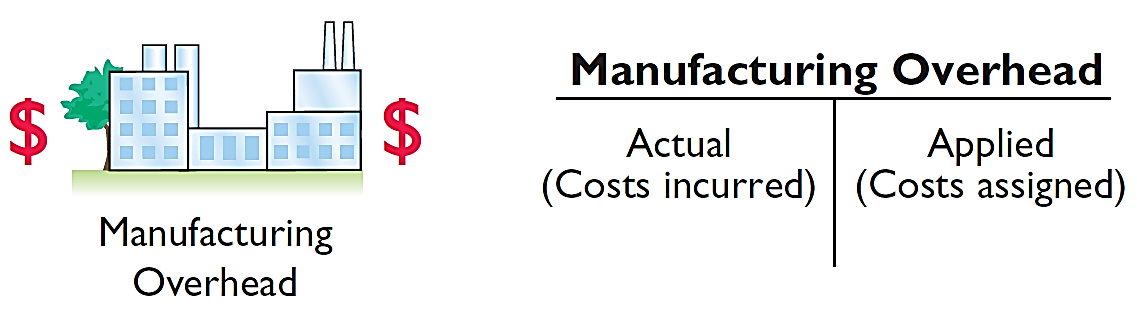 $ $
Manufacturing
Overhead
Manufacturing Overhead
Actual
(Costs incurred)
Applied
(Costs assigned)